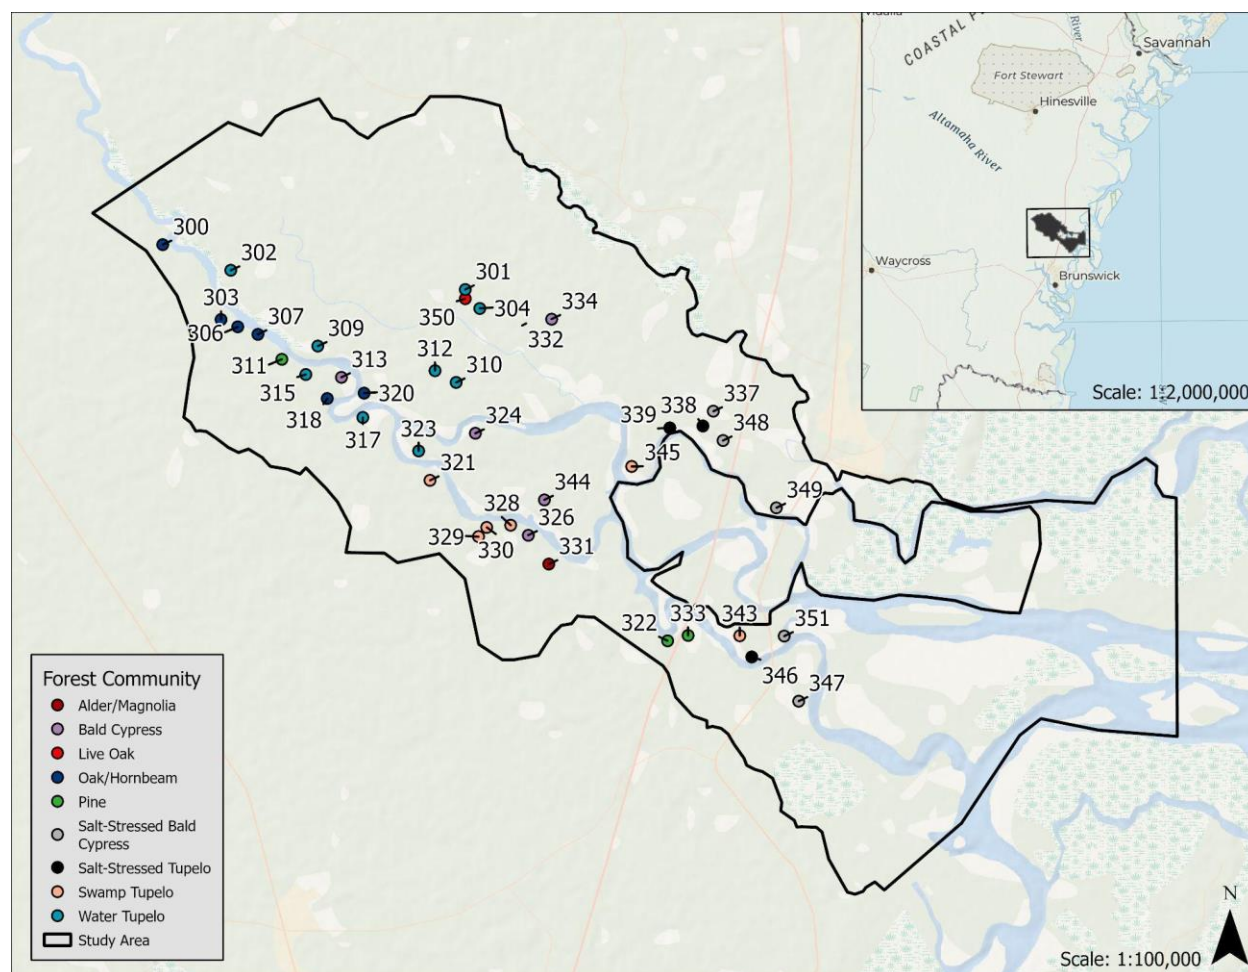 COASTAL P
River
Savannah
Fort Stewart
Hinesville
Altamaha
River
Waycross
Brunswick
Scale: 1:2,000,000
300
302
301
334
303
350
304
306
307
309
332
312
310
311
313
337
315
320
324
339
338
348
318
317
323
345
321
344
349
328
326
329
330
331
322
333
343
351
346
347
Forest Community
Alder/Magnolia
Bald Cypress
Live Oak
Oak/Hornbeam
Pine
Salt-Stressed Bald
Cypress
Salt-Stressed Tupelo
Swamp Tupelo
Water Tupelo
Study Area
N
Scale: 1:100,000